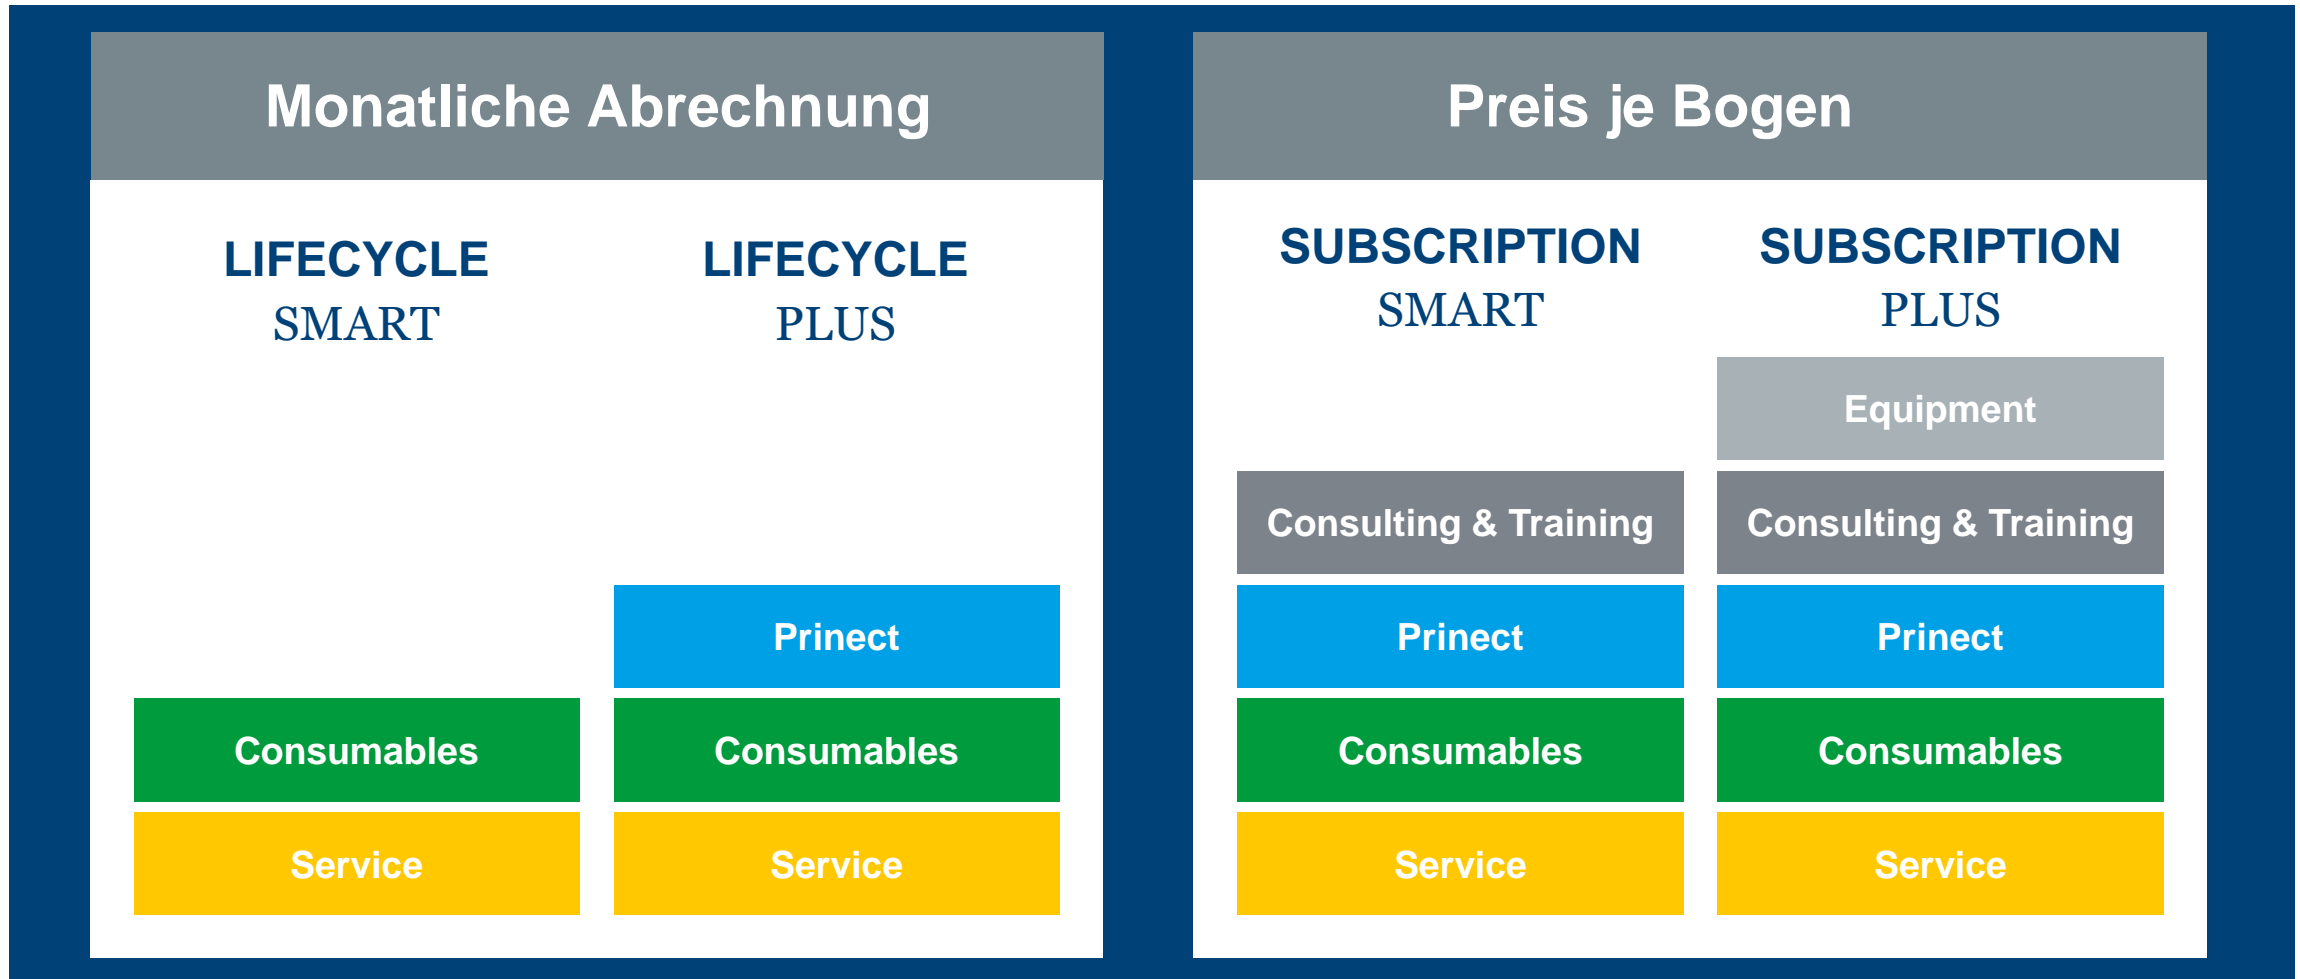 Monatliche Abrechnung
LIFECYCLE
SMART
Consumables
Service
LIFECYCLE
PLUS
Prinect
Consumables
Service
Preis je Bogen
SUBSCRIPTION
SMART
Consulting & Training
Prinect
Consumables
Service
SUBSCRIPTION
PLUS
Equipment
Consulting & Training
Prinect
Consumables
Service